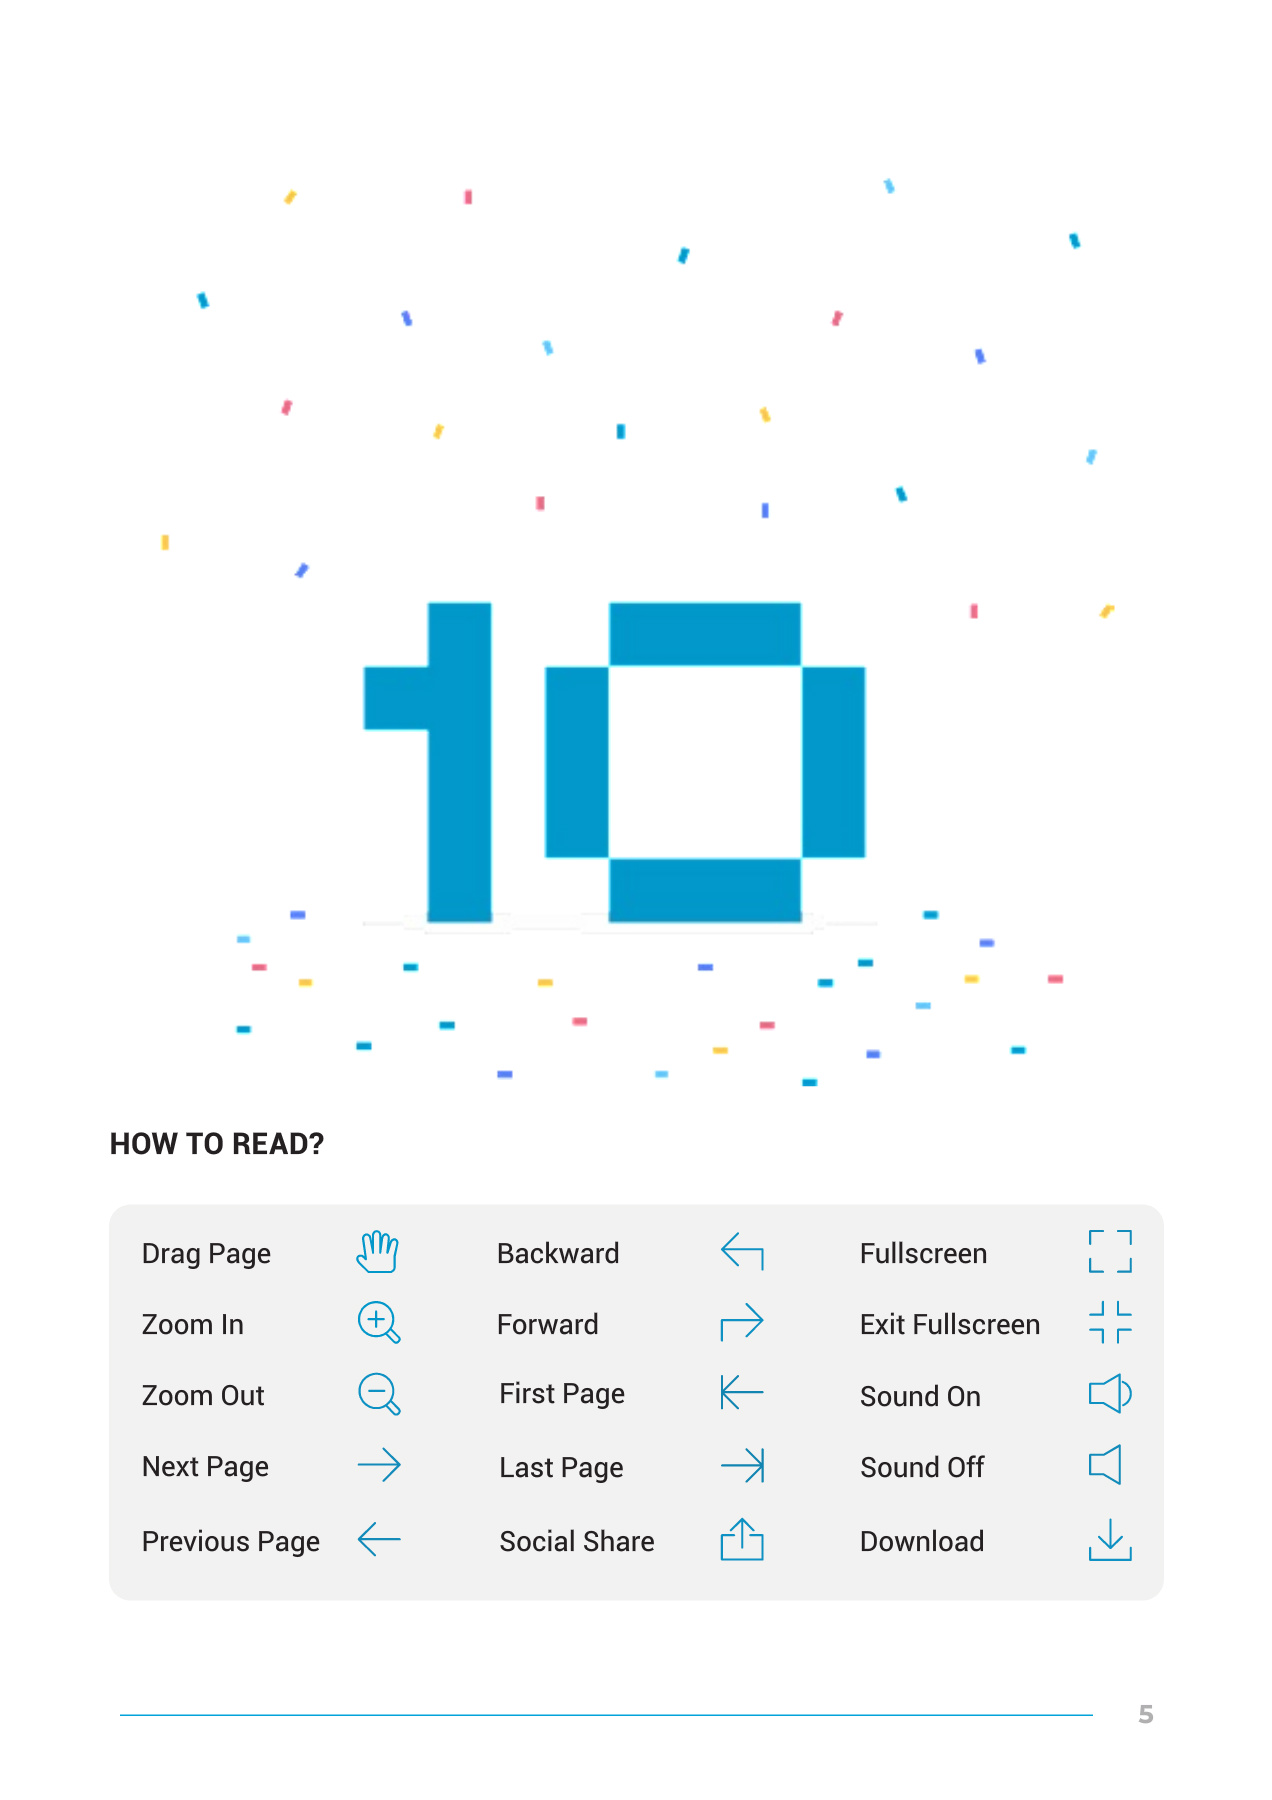 10
HOW TO READ?
Drag Page
Backward
Fullscreen
Zoom In
Forward
Exit Fullscreen
Zoom Out
First Page
Sound On
Next Page
Last Page
Sound Off
Previous Page
Social Share
Download
5